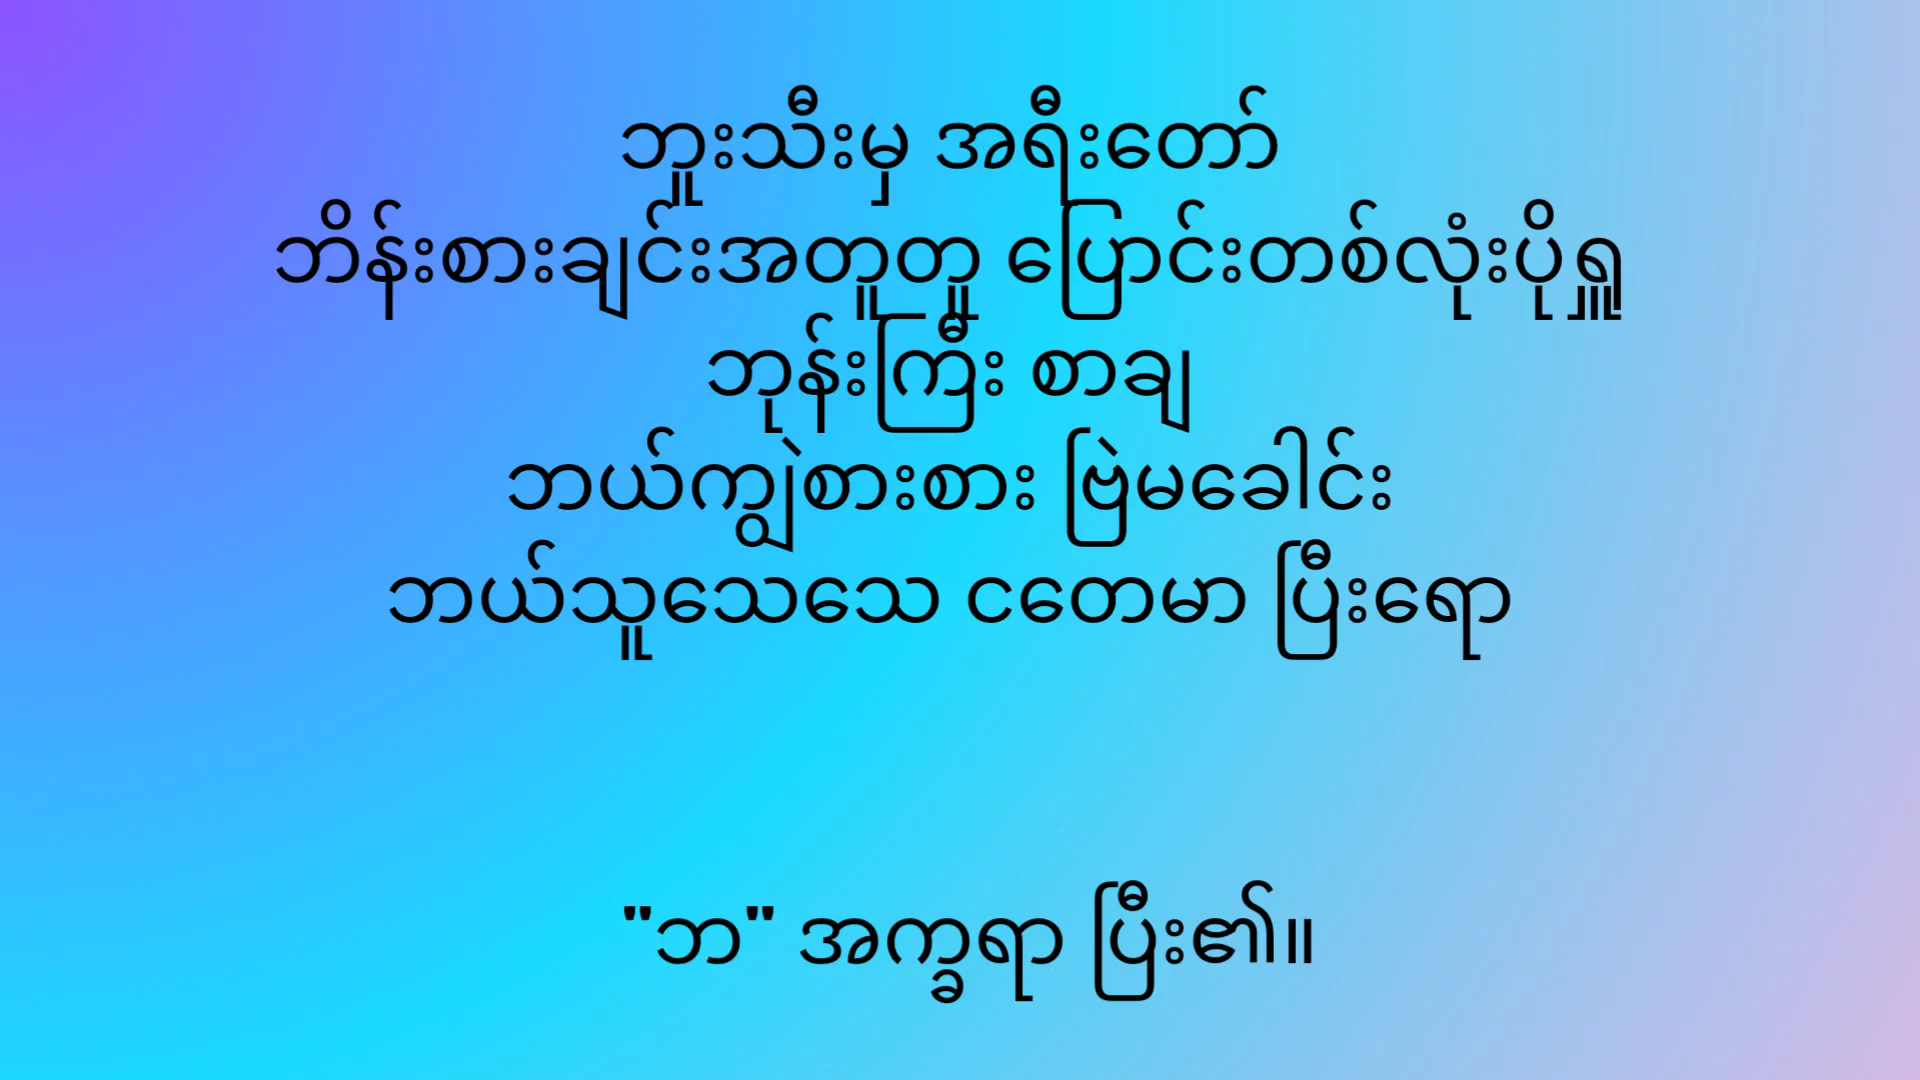 ဘူးသီးမှ အရီးတော်
ဘိန်းစားချင်းအတူတူ ပြောင်းတစ်လုံးပိုရှူ
ဘုန်းကြီး စာချ
ဘယ်ကျွဲစားစား ဗြဲမခေါင်း
ဘယ်သူသေသေ ငတေမာ ပြီးရော
"ဘ" အက္ခရာ ပြီး၏။